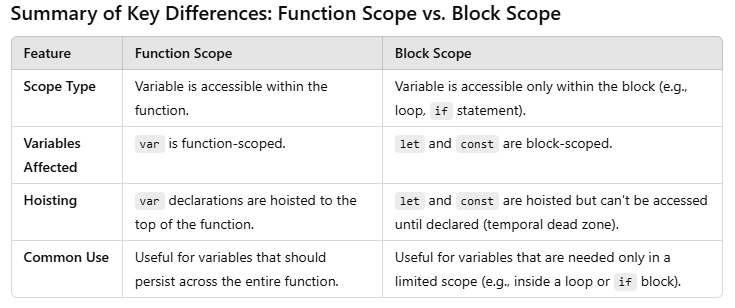 Summary of Key Differences: Function Scope vs. Block Scope
Feature Function Scope Block Scope
Scope Type Variable is accessible within the Variable is accessible only within the block (e.g.,
function. loop, if statement).
Variables var is function-scoped. let and const are block-scoped.
Affected
Hoisting var declarations are hoisted to the let and const are hoisted but can't be accessed
top of the function. until declared (temporal dead zone).
Common Use Useful for variables that should Useful for variables that are needed only in a
persist across the entire function. limited scope (e.g., inside a loop or if block).